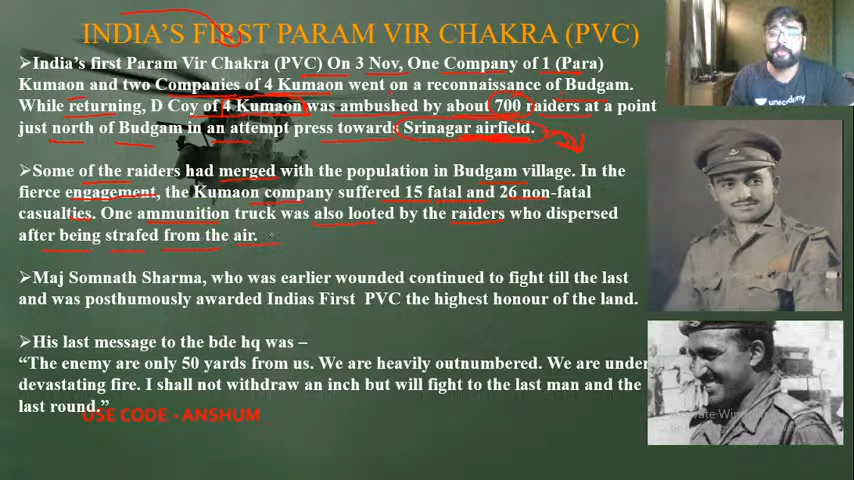 INDIA'S FIRST PARAM VIR CHAKRA (PVC)
➢India's first Param Vir Chakra (PVC) On 3 Nov, One Company of 1 (Para)
Kumaon and two Companies of 4 Kumaon went on a reconnaissance of Budgam.
While returning, D Coy of 4 Kumaon was ambushed by about 700 raiders at a point
just north of Budgam in an attempt press towards Srinagar airfield.
➢Some of the raiders had merged with the population in Budgam village. In the
fierce engagement, the Kumaon company suffered 15 fatal and 26 non-fatal
casualties. One ammunition truck was also looted by the raiders who dispersed
after being strafed from the air.
➢Maj Somnath Sharma, who was earlier wounded continued to fight till the last
and was posthumously awarded Indias First PVC the highest honour of the land.
➢His last message to the bde hq was –
“The enemy are only 50 yards from us. We are heavily outnumbered. We are under
devastating fire. I shall not withdraw an inch but will fight to the last man and the
last round.”
USE CODE - ANSHUM
unacademy